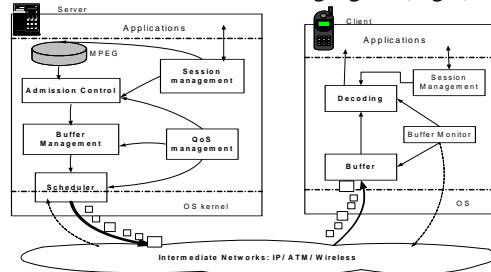 Server
Applications
MPEG
Session
management
Admission Control
Buffer
Management
QoS
management
Scheduler
OS kernel
Client
Applications
Session
Management
Decoding
Buffer Monitor
Buffer
OS
Intermediate Networks: IP/ATM/Wireless